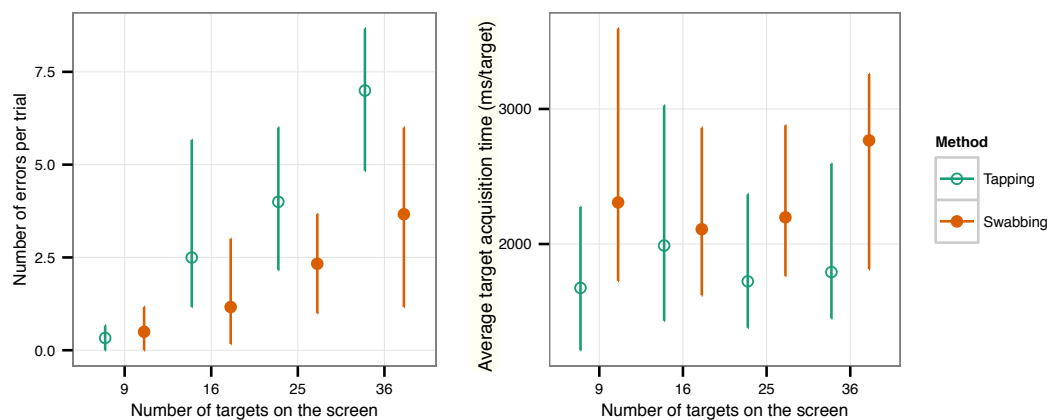 Number of errors per trial
7.5
5.0
2.5
0.0
9
16
25
36
Number of targets on the screen
Average target acquisition time (ms/target)
3000
2000
9
16
25
36
Number of targets on the screen
Method
Tapping
Swabbing